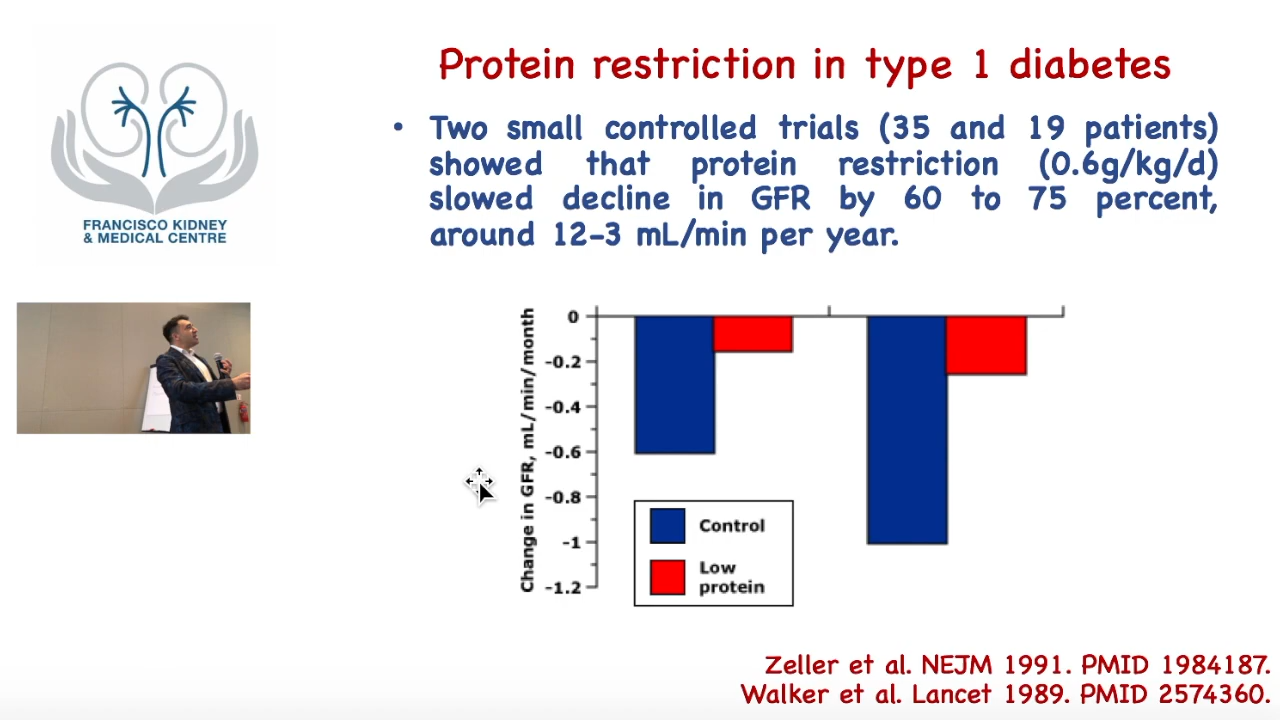 FRANCISCO KIDNEY
& MEDICAL CENTRE
Protein restriction in type 1 diabetes
• Two small controlled trials (35 and 19 patients)
showed that protein restriction (0.6g/kg/d)
slowed decline in GFR by 60 to 75 percent,
around 12-3 mL/min per year.
Change in GFR, mL/min/month
0
-0.2
-0.4
-0.6
-0.8
-1
-1.2
Control
Low
protein
Zeller et al. NEJM 1991. PMID 1984187.
Walker et al. Lancet 1989. PMID 2574360.